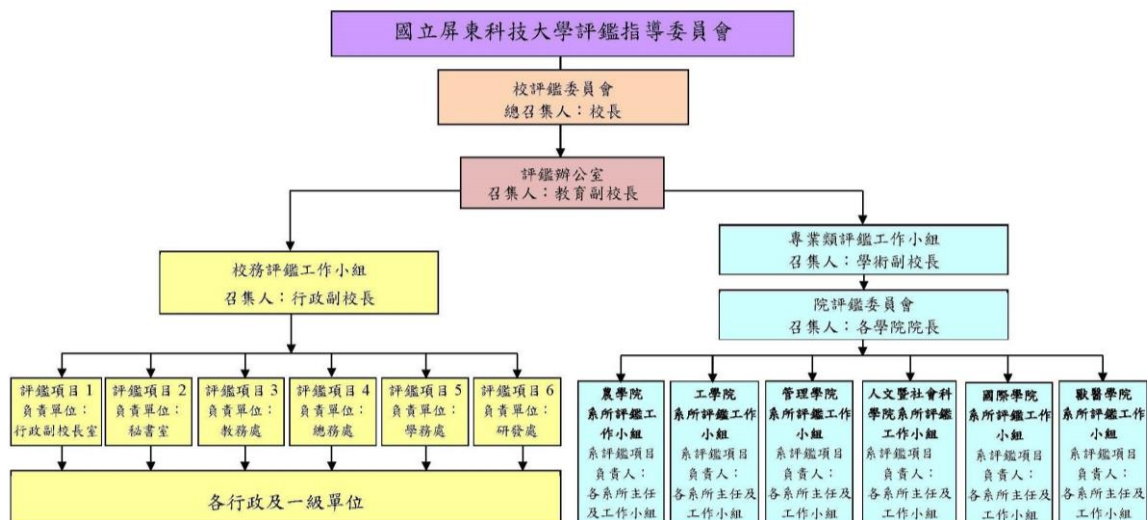 國立屏東科技大學評鑑指導委員會
校評鑑委員會
總召集人：校長
評鑑辦公室
召集人：教育副校長
校務評鑑工作小組
召集人：行政副校長
專業類評鑑工作小組
召集人：學術副校長
院評鑑委員會
召集人：各學院院長
評鑑項目 1
負責單位：
行政副校長室
評鑑項目 2
負責單位：
秘書室
評鑑項目 3
負責單位：
教務處
評鑑項目 4
負責單位：
總務處
評鑑項目 5
負責單位：
學務處
評鑑項目 6
負責單位：
研發處
各行政及一級單位
農學院
系所評鑑工
作小組
系評鑑項目
負責人：
各系所主任
及工作小組
工學院
系所評鑑工作
小組
系評鑑項目
負責人：
各系所主任及
工作小組
管理學院
系所評鑑工作
小組
系評鑑項目
負責人：
各系所主任及
工作小組
人文暨社會科
學院系所評鑑
工作小組
系評鑑項目
負責人：
各系所主任及
工作小組
國際學院
系所評鑑工作
小組
系評鑑項目
負責人：
各系所主任及
工作小組
獸醫學院
系所評鑑工作
小組
系評鑑項目
負責人：
各系所主任及
工作小組